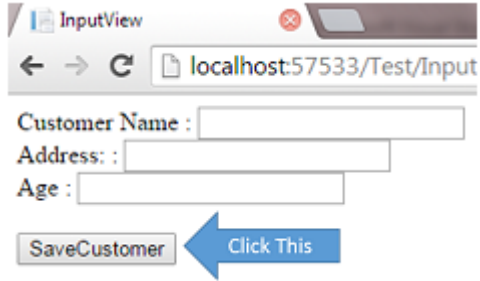 InputView
localhost:57533/Test/Input
Customer Name :
Address: :
Age :
SaveCustomer Click This